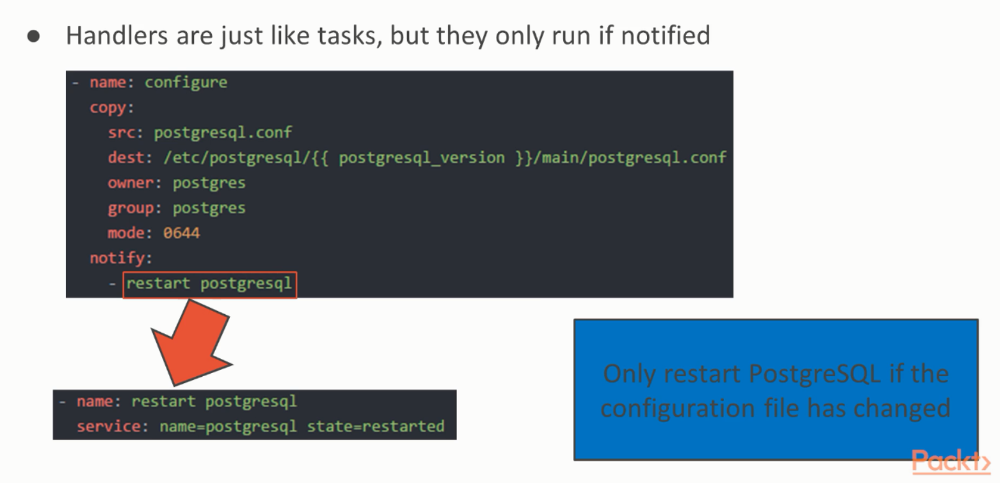 ● Handlers are just like tasks, but they only run if notified
- name: configure
  copy:
    src: postgresql.conf
    dest: /etc/postgresql/{{ postgresql_version }}/main/postgresql.conf
    owner: postgres
    group: postgres
    mode: 0644
  notify:
    - restart postgresql
- name: restart postgresql
  service: name=postgresql state=restarted
Only restart PostgreSQL if the
configuration file has changed
Packt>